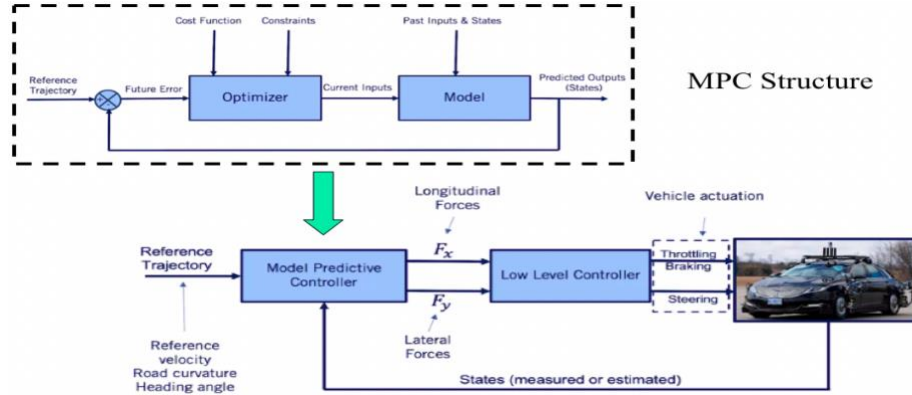 Cost Function
Constraints
Past Inputs & States
Reference
Trajectory
Future Error
Optimizer
Current Inputs
Model
Predicted Outputs
(States)
MPC Structure
Longitudinal
Forces
Vehicle actuation
Reference
Trajectory
Model Predictive
Controller
Fx
Fy
Low Level Controller
Throttling
Braking
Steering
Lateral
Forces
Reference
velocity
Road curvature
Heading angle
States (measured or estimated)